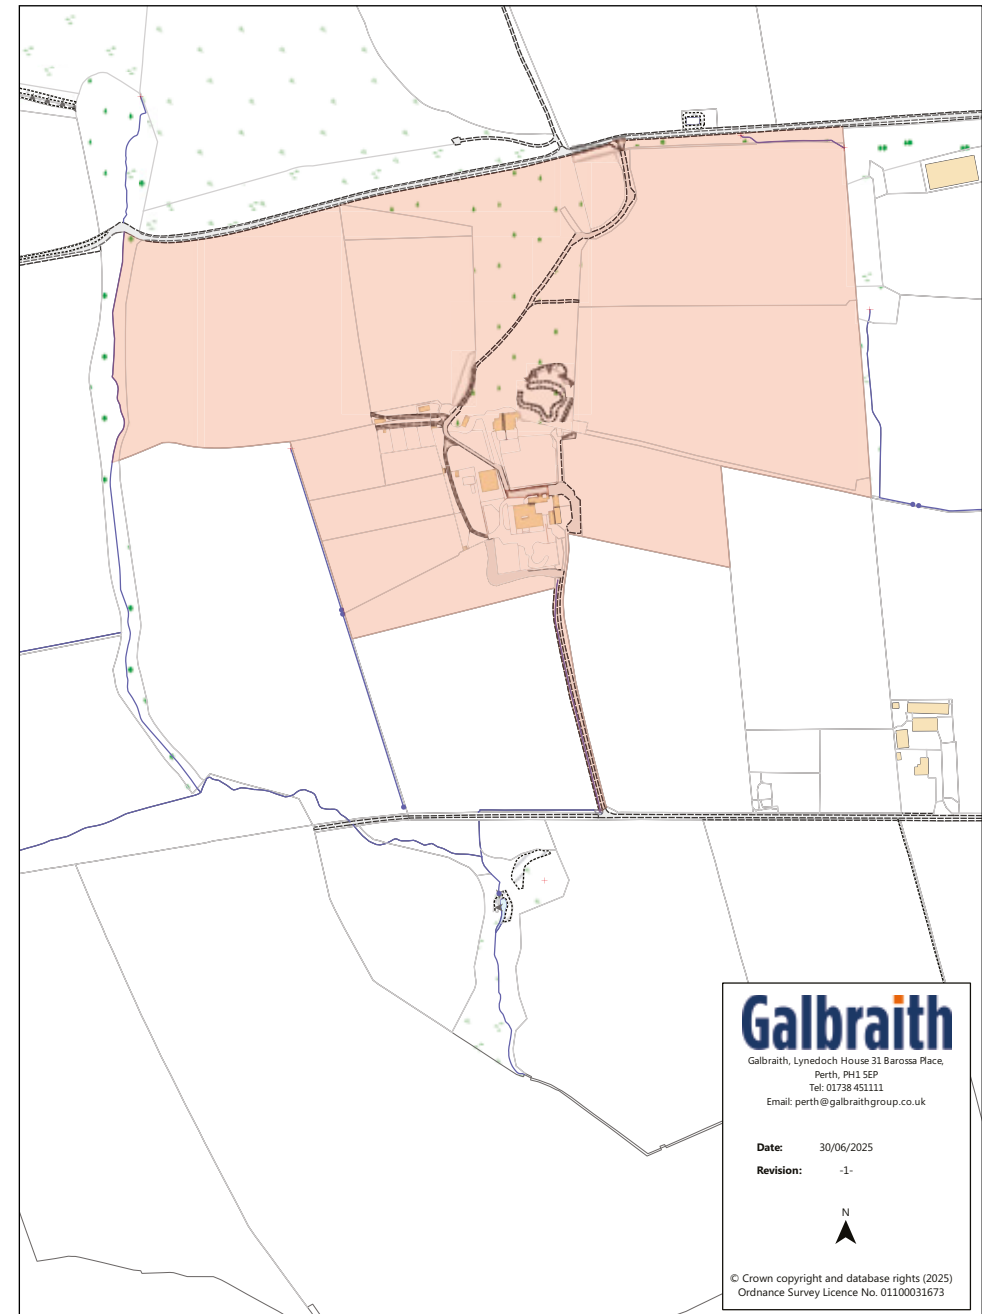 Galbraith
Galbraith, Lynedoch House 31 Barossa Place,
Perth, PH1 5EP
Tel: 01738 451111
Email: perth@galbraithgroup.co.uk
Date: 30/06/2025
Revision: -1-
N
© Crown copyright and database rights (2025)
Ordnance Survey Licence No. 01100031673